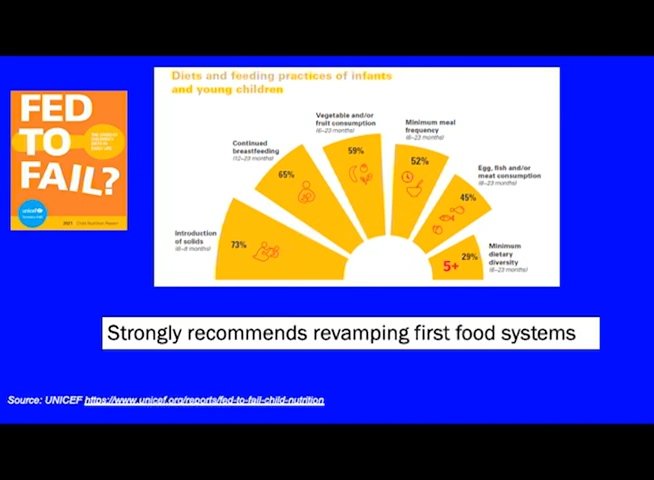 Diets and feeding practices of infants
and young children
FED
TO
FAIL?
unicef
2021 Child Nutrition Report
Introduction
of solids
(6–8 months)
73%
Continued
breastfeeding
(12–23 months)
65%
Vegetable and/or
fruit consumption
(6–23 months)
59%
Minimum meal
frequency
(6–23 months)
52%
Egg, fish and/or
meat consumption
(6–23 months)
45%
Minimum
dietary
diversity
(6–23 months)
29%
5+
Strongly recommends revamping first food systems
Source: UNICEF https://www.unicef.org/reports/fed-to-fail-child-nutrition